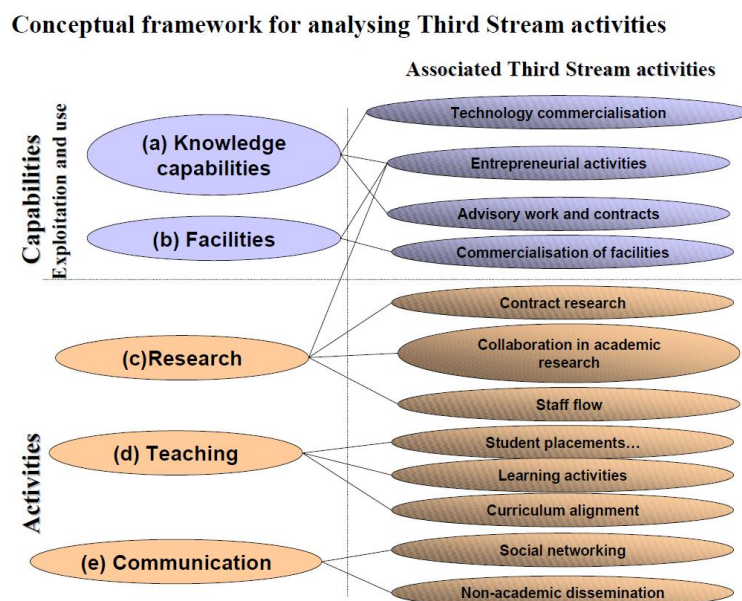 Conceptual framework for analysing Third Stream activities
Associated Third Stream activities
Capabilities
Exploitation and use
(a) Knowledge
capabilities
(b) Facilities
Technology commercialisation
Entrepreneurial activities
Advisory work and contracts
Commercialisation of facilities
Activities
(c)Research
(d) Teaching
(e) Communication
Contract research
Collaboration in academic
research
Staff flow
Student placements...
Learning activities
Curriculum alignment
Social networking
Non-academic dissemination